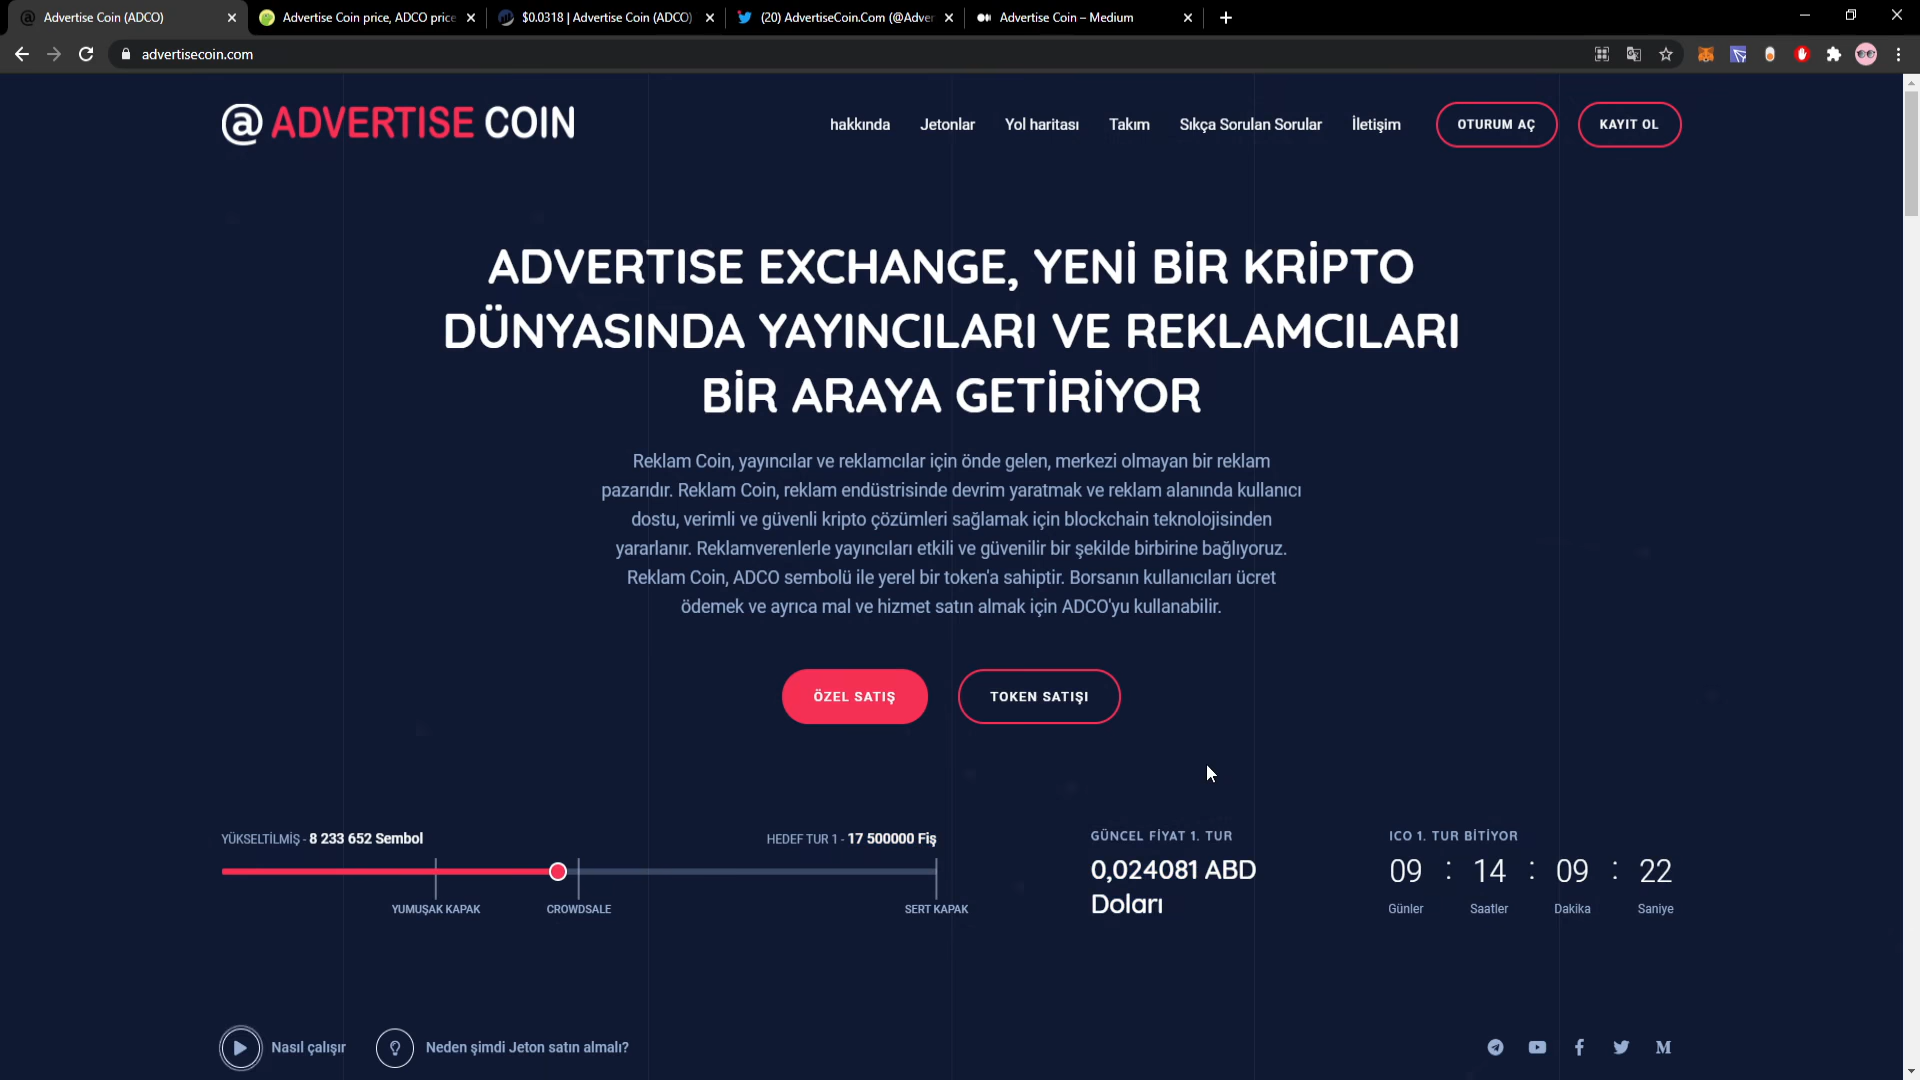 Advertise Coin (ADCO)
Advertise Coin price, ADCO price
$0.0318 | Advertise Coin (ADCO)
(20) AdvertiseCoin.Com (@Adver
Advertise Coin – Medium
advertisecoin.com
@ ADVERTISE COIN
hakkında
Jetonlar
Yol haritası
Takım
Sıkça Sorulan Sorular
İletişim
OTURUM AÇ
KAYIT OL
ADVERTISE EXCHANGE, YENİ BİR KRİPTO
DÜNYASINDA YAYINCILARI VE REKLAMCILARI
BİR ARAYA GETİRİYOR
Reklam Coin, yayıncılar ve reklamcılar için önde gelen, merkezi olmayan bir reklam
pazarıdır. Reklam Coin, reklam endüstrisinde devrim yaratmak ve reklam alanında kullanıcı
dostu, verimli ve güvenli kripto çözümleri sağlamak için blockchain teknolojisinden
yararlanır. Reklamverenlerle yayıncıları etkili ve güvenilir bir şekilde birbirine bağlıyoruz.
Reklam Coin, ADCO sembolü ile yerel bir token'a sahiptir. Borsanın kullanıcıları ücret
ödemek ve ayrıca mal ve hizmet satın almak için ADCO'yu kullanabilir.
ÖZEL SATIŞ
TOKEN SATIŞI
YÜKSELTİLMİŞ - 8 233 652 Sembol
HEDEF TUR 1 - 17 500000 Fiş
YUMUŞAK KAPAK
CROWDSALE
SERT KAPAK
GÜNCEL FİYAT 1. TUR
0,024081 ABD
Doları
ICO 1. TUR BİTİYOR
09 : 14 : 09 : 22
Günler Saatler Dakika Saniye
Nasıl çalışır
Neden şimdi Jeton satın almalı?